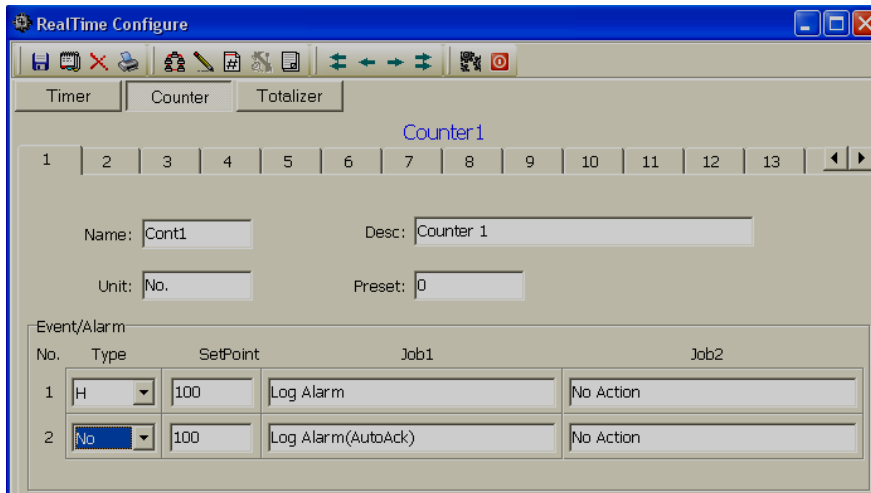 RealTime Configure
Timer Counter Totalizer
Counter1
1 2 3 4 5 6 7 8 9 10 11 12 13
Name: Cont1 Desc: Counter 1
Unit: No. Preset: 0
Event/Alarm
No. Type SetPoint Job1 Job2
1 H 100 Log Alarm No Action
2 No 100 Log Alarm(AutoAck) No Action